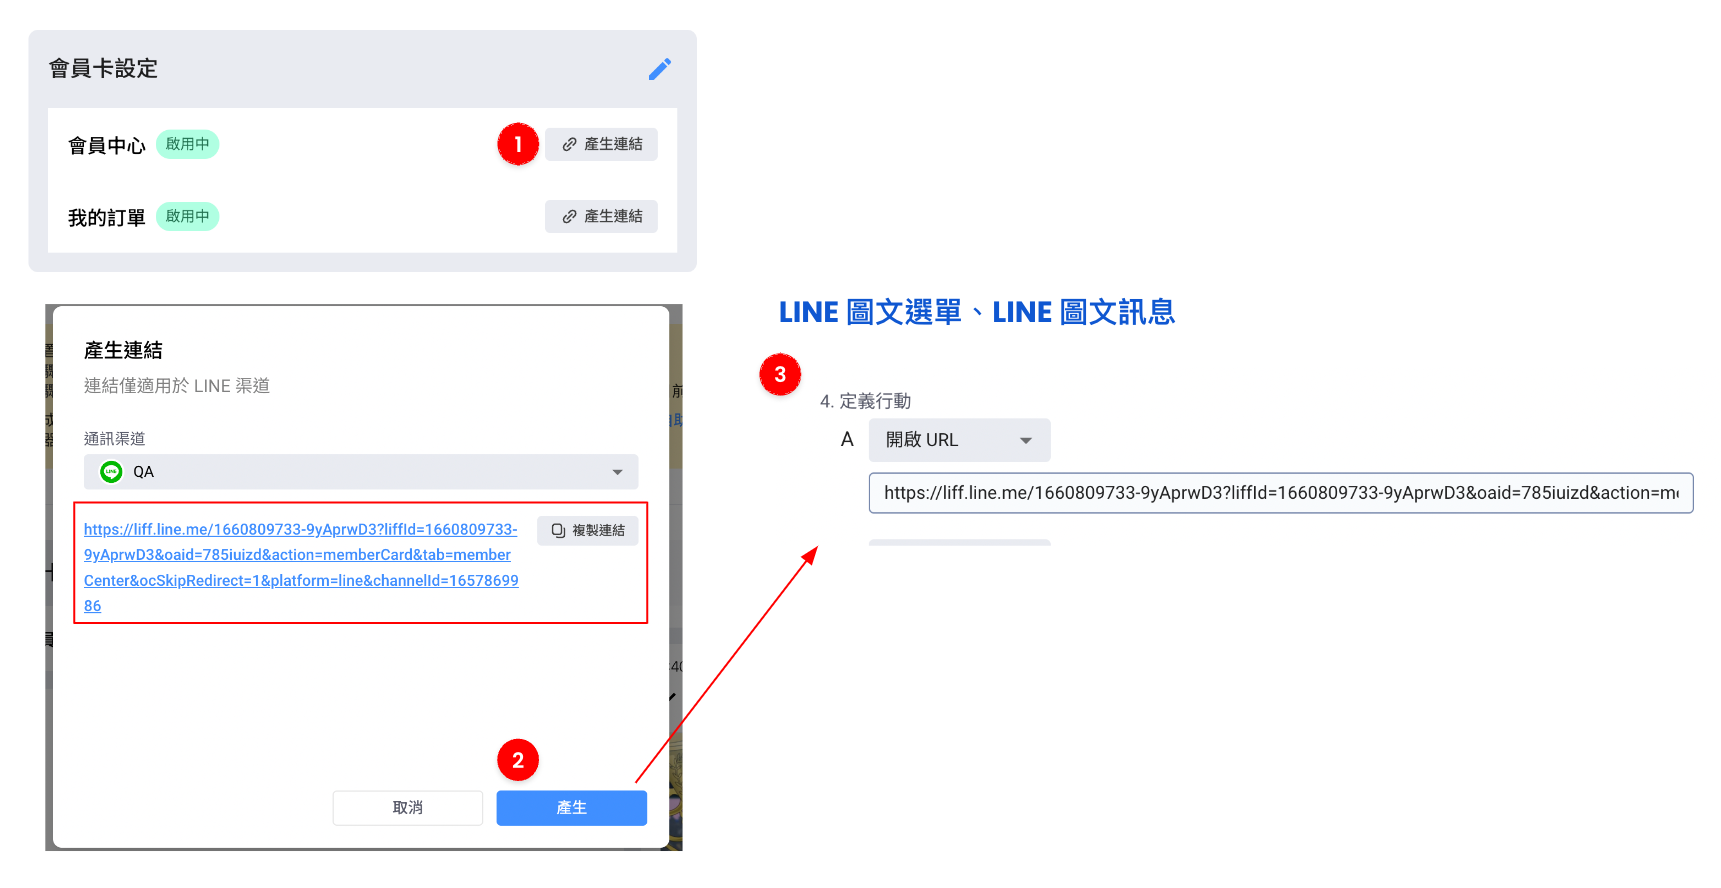 會員卡設定
會員中心 啟用中 1 產生連結
我的訂單 啟用中 產生連結
產生連結
連結僅適用於 LINE 渠道
通訊渠道
LINE QA
https://liff.line.me/1660809733-9yAprwD3?liffId=1660809733-
9yAprwD3&oaid=785iuizd&action=memberCard&tab=member
Center&ocSkipRedirect=1&platform=line&channelId=16578699
86
複製連結
2
取消 產生
LINE 圖文選單、LINE 圖文訊息
3
4. 定義行動
A 開啟 URL
https://liff.line.me/1660809733-9yAprwD3?liffId=1660809733-9yAprwD3&oaid=785iuizd&action=m